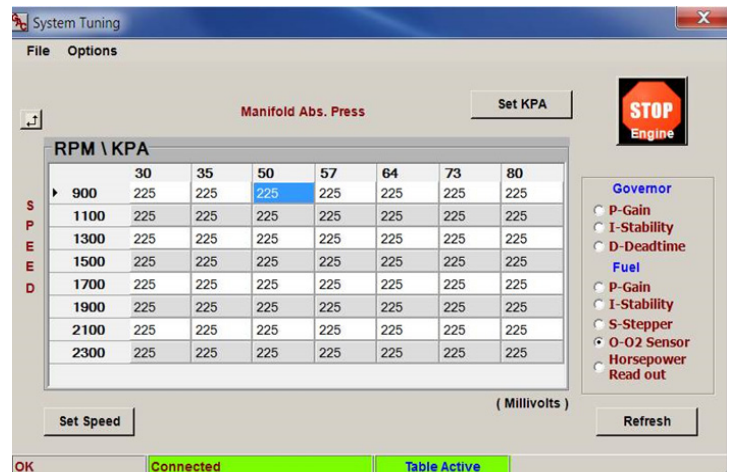 System Tuning
X
File Options
Manifold Abs. Press
Set KPA
STOP
Engine
RPM \ KPA
30 35 50 57 64 73 80
900 225 225 225 225 225 225 225
1100 225 225 225 225 225 225 225
1300 225 225 225 225 225 225 225
1500 225 225 225 225 225 225 225
1700 225 225 225 225 225 225 225
1900 225 225 225 225 225 225 225
2100 225 225 225 225 225 225 225
2300 225 225 225 225 225 225 225
SPEED
Governor
P-Gain
I-Stability
D-Deadtime
Fuel
P-Gain
I-Stability
S-Stepper
O-O2 Sensor
Horsepower
Read out
( Millivolts )
Set Speed
Refresh
OK
Connected
Table Active